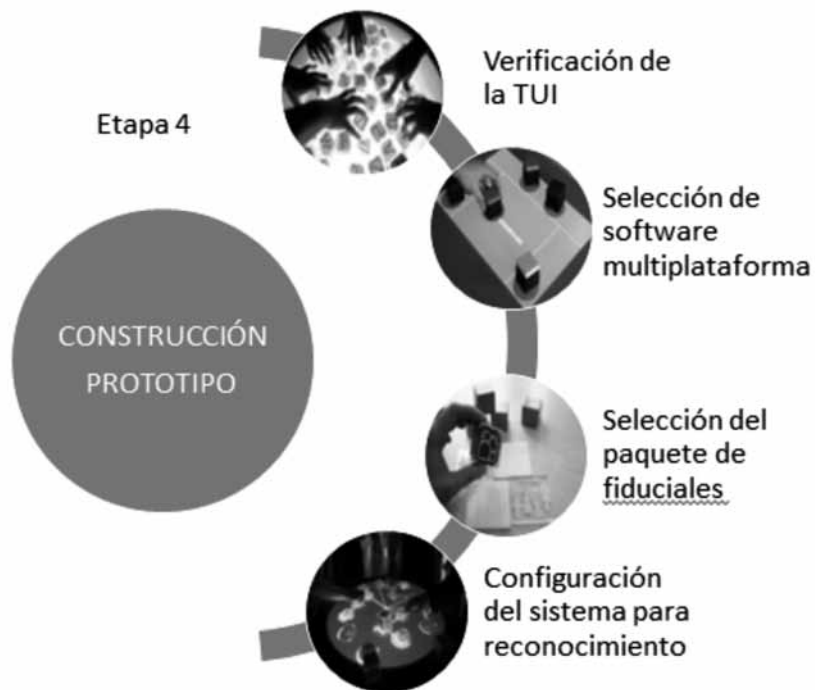 Etapa 4
CONSTRUCCIÓN
PROTOTIPO
Verificación de
la TUI
Selección de
software
multiplataforma
Selección del
paquete de
fiduciales
Configuración
del sistema para
reconocimiento